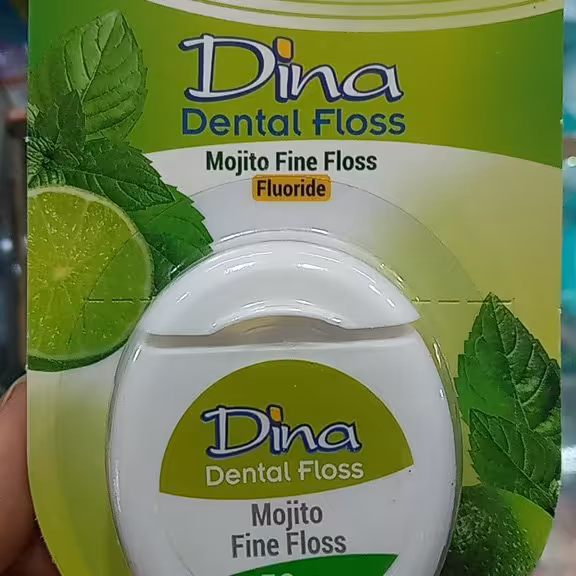 Dina
Dental Floss
Mojito Fine Floss
Fluoride
Dina
Dental Floss
Mojito
Fine Floss